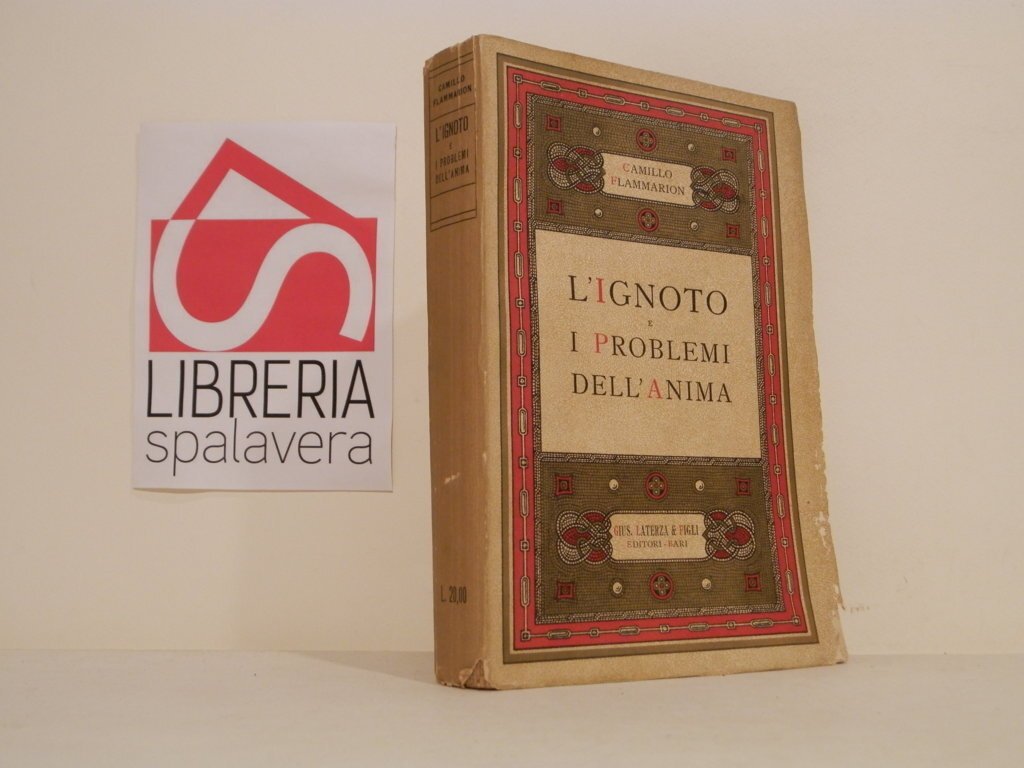 LIBRERIA
spalavera
CAMILLO
FLAMMARION
L'IGNOTO
E
I PROBLEMI
DELL'ANIMA
L. 20,00
CAMILLO
FLAMMARION
L'IGNOTO
E
I PROBLEMI
DELL'ANIMA
GIUS. LATERZA & FIGLI
EDITORI - BARI